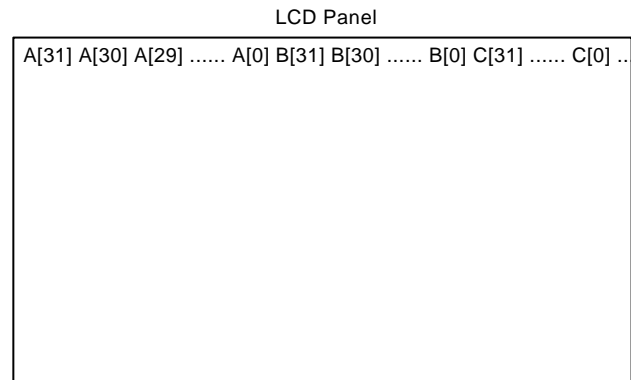 LCD Panel
A[31] A[30] A[29] ...... A[0] B[31] B[30] ...... B[0] C[31] ...... C[0] ...